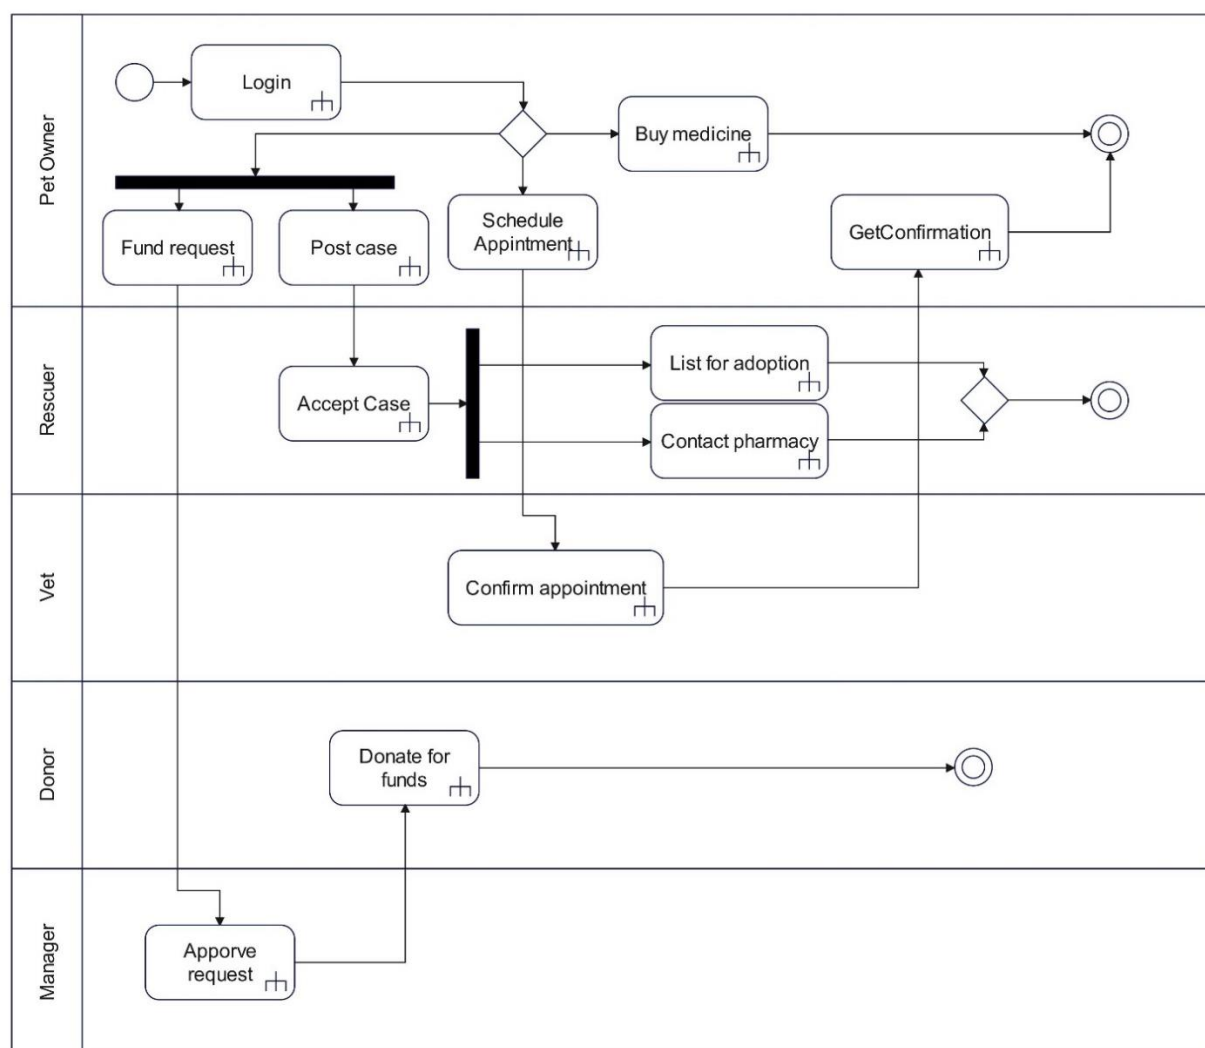 Pet Owner
Login
Buy medicine
Fund request
Post case
Schedule
Appintment
GetConfirmation
Rescuer
List for adoption
Accept Case
Contact pharmacy
Vet
Confirm appointment
Donor
Donate for
funds
Manager
Apporve
request